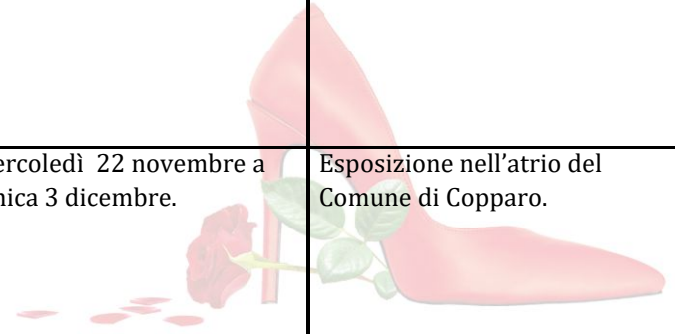 ercoledì 22 novembre a
nica 3 dicembre.
Esposizione nell'atrio del
Comune di Copparo.